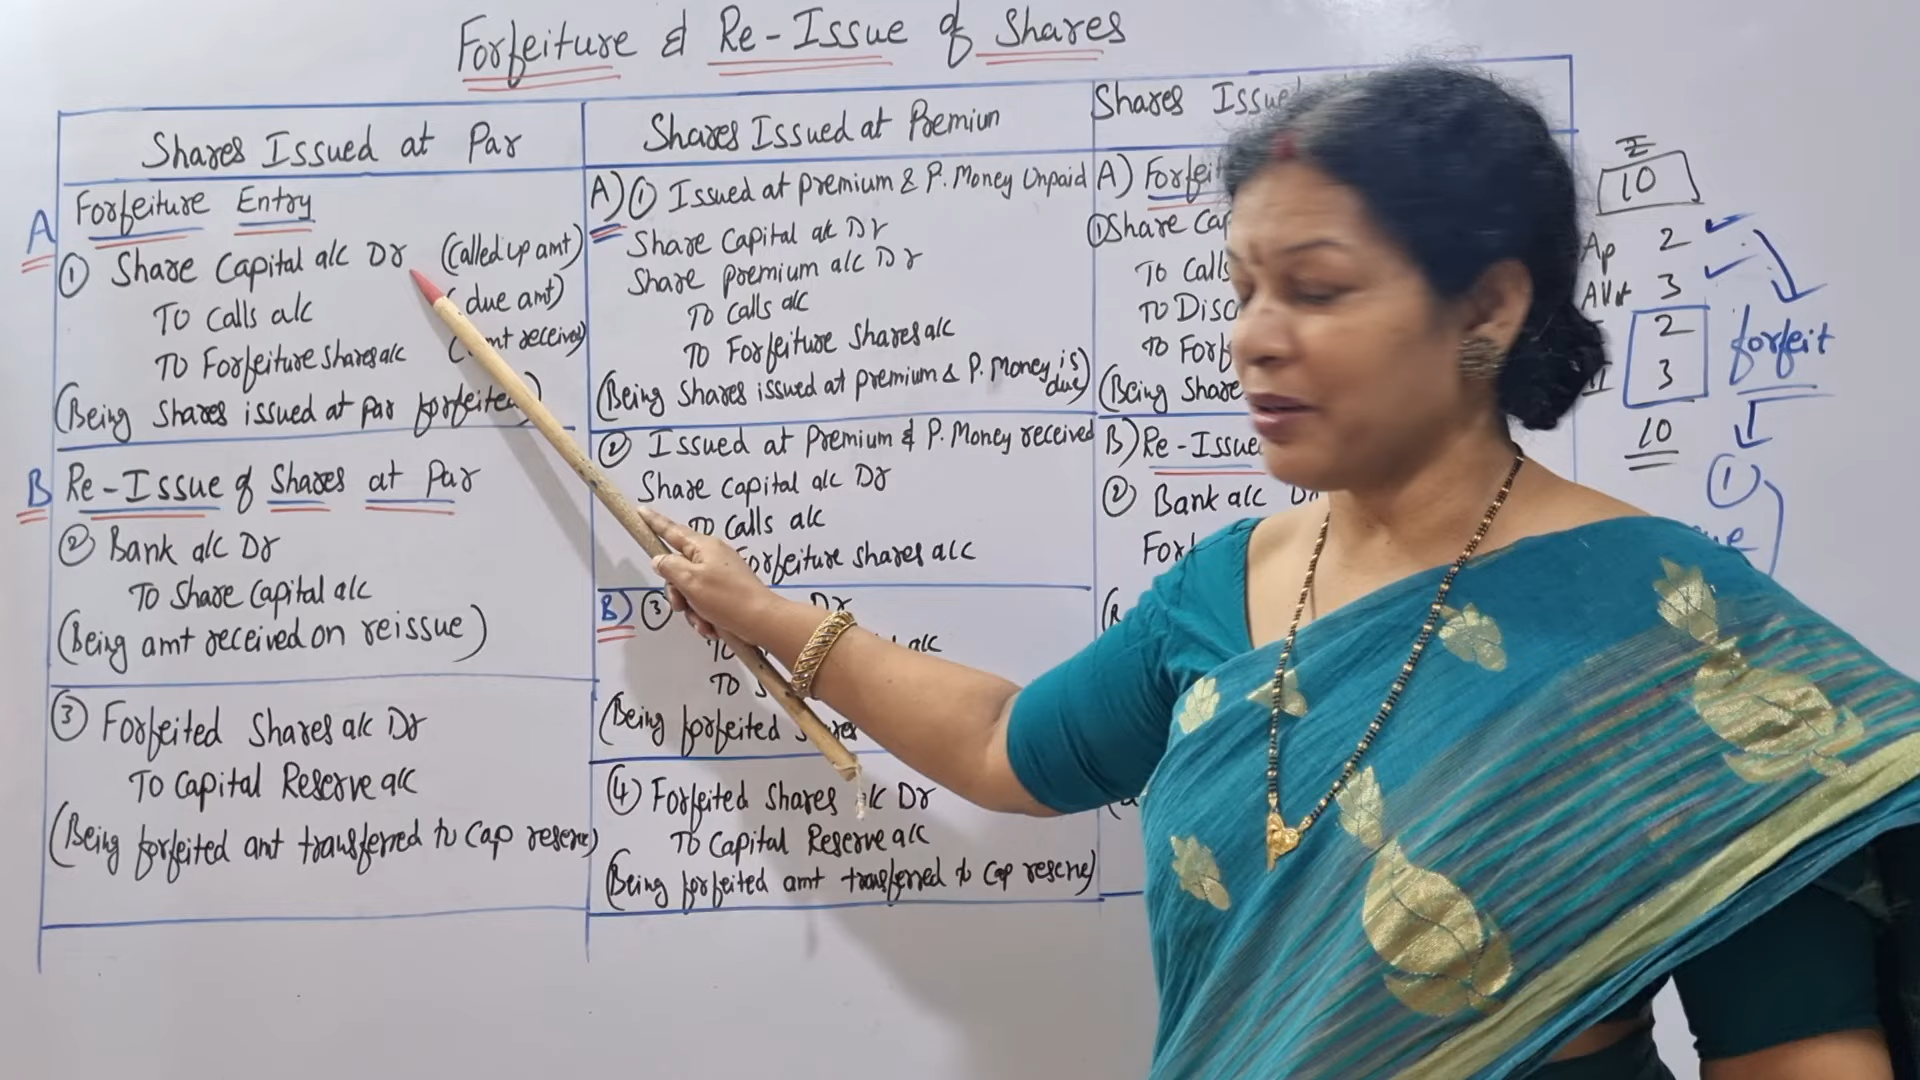 Forfeiture & Re-Issue of Shares
Shares Issued at Par
A
Forfeiture Entry
① Share Capital a/c Dr (Called up amt)
To Calls a/c due amt)
To Forfeiture Shares a/c received)
(Being Shares issued at par forfeited)
B
Re-Issue of Shares at Par
② Bank a/c Dr
To Share Capital a/c
(Being amt received on reissue)
③ Forfeited Shares a/c Dr
To Capital Reserve a/c
(Being forfeited amt transferred to Cap reserve)
Shares Issued at Premiun
A) ① Issued at Premium & P. Money Unpaid
Share Capital a/c Dr
Share premium a/c Dr
To Calls a/c
To Forfeiture Shares a/c
(Being Shares issued at premium & P. Money is due)
② Issued at Premium & P. Money received
Share Capital a/c Dr
To Calls a/c
Forfeiture shares a/c
B) ③ Dr
a/c
To
(Being forfeited
④ Forfeited Shares a/c Dr
To Capital Reserve a/c
(Being forfeited amt transferred to Cap reserve)
Shares
A)
① Share
To Calls
To
To
(Being Share
B) Re-Issue
② Bank a/c
10
Ap 2
3
2
3
10
forfeit
①